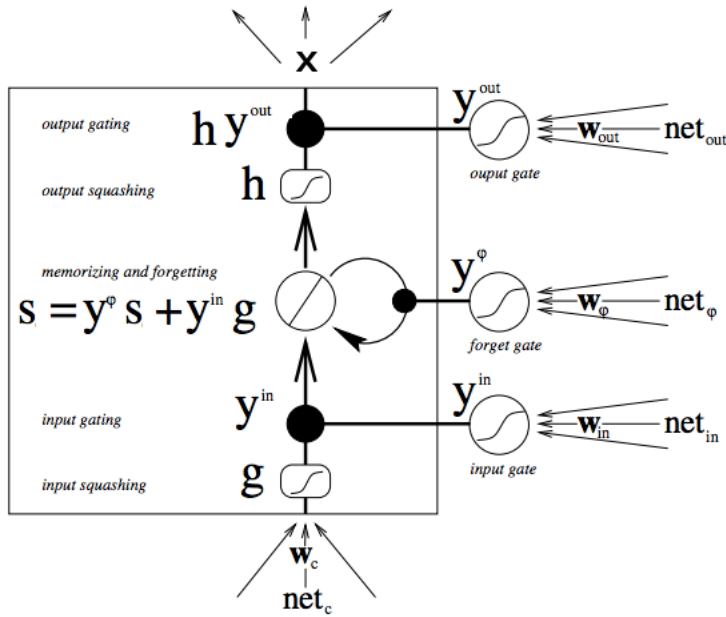 x
output gating
h y^out
y^out
w_out
net_out
ouput gate
output squashing
h
memorizing and forgetting
s = y^φ s + y^in g
y^φ
w_φ
net_φ
forget gate
input gating
y^in
y^in
w_in
net_in
input gate
input squashing
g
w_c
net_c